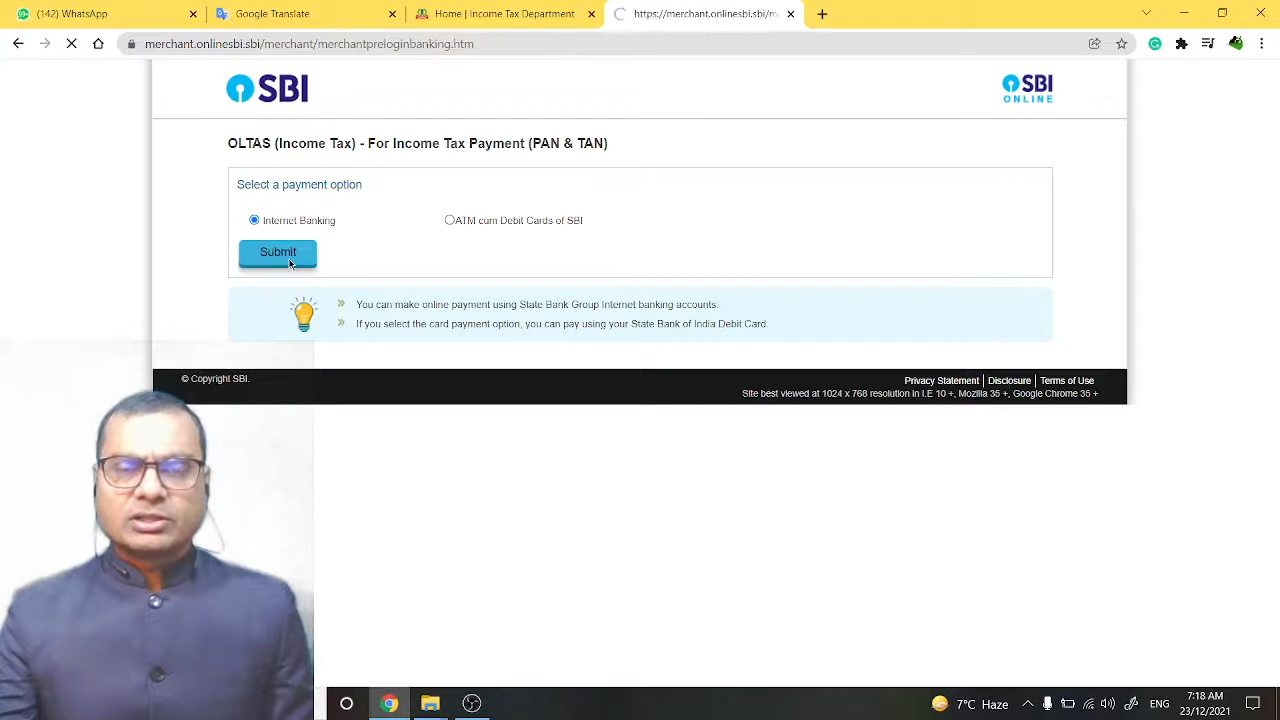 99+
(142) WhatsApp
Google Translate
Home | Income Tax Department
https://merchant.onlinesbi.sbi/m
merchant.onlinesbi.sbi/merchant/merchantpreloginbanking.htm
SBI
SBI
ONLINE
OLTAS (Income Tax) - For Income Tax Payment (PAN & TAN)
Select a payment option
Internet Banking
ATM cum Debit Cards of SBI
Submit
You can make online payment using State Bank Group Internet banking accounts.
If you select the card payment option, you can pay using your State Bank of India Debit Card.
© Copyright SBI.
Privacy Statement | Disclosure | Terms of Use
Site best viewed at 1024 x 768 resolution in I.E 10 +, Mozilla 35 +, Google Chrome 35 +
7°C Haze
ENG
7:18 AM
23/12/2021